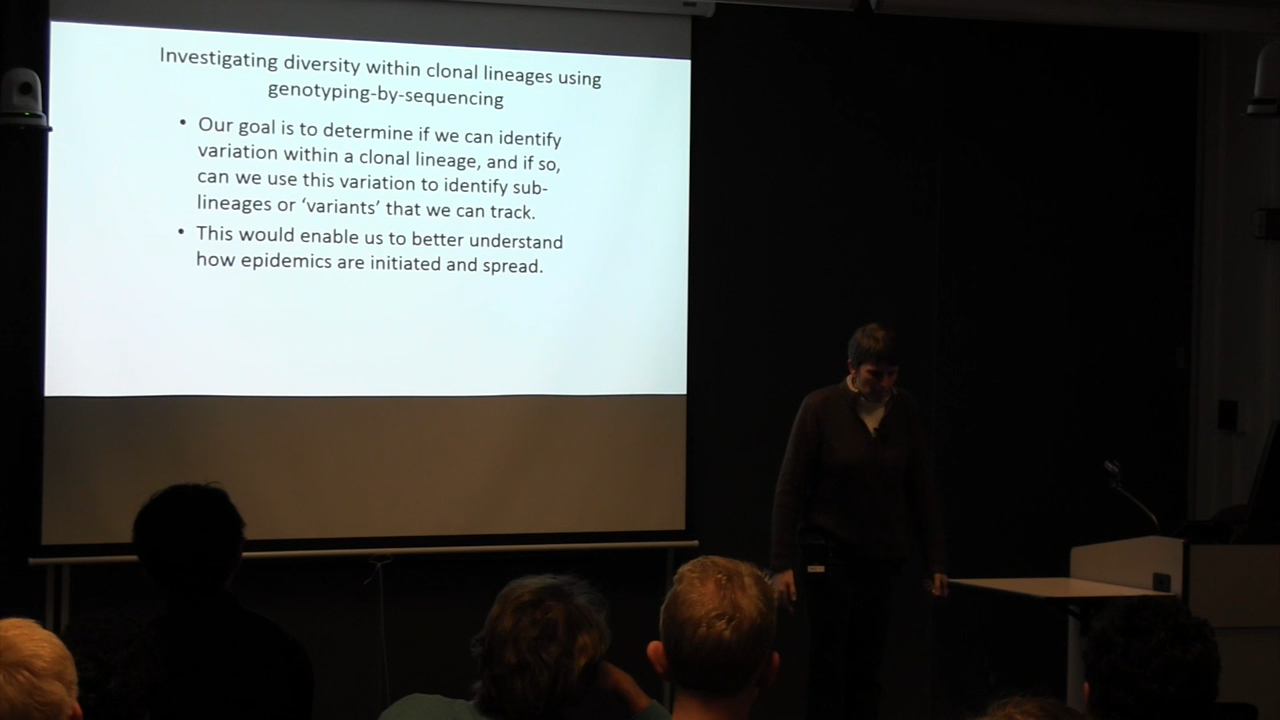 Investigating diversity within clonal lineages using
genotyping-by-sequencing
• Our goal is to determine if we can identify
variation within a clonal lineage, and if so,
can we use this variation to identify sub-
lineages or ‘variants’ that we can track.
• This would enable us to better understand
how epidemics are initiated and spread.